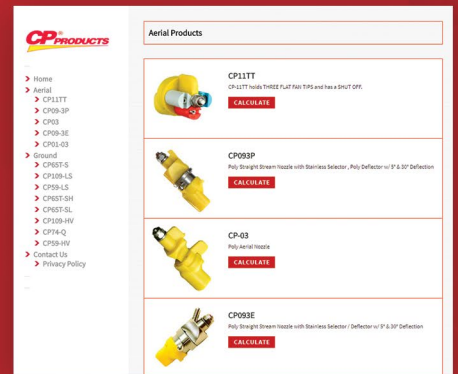 CP PRODUCTS
Home
Aerial
CP11TT
CP09-3P
CP03
CP09-3E
CP01-03
Ground
CP65T-S
CP109-LS
CP59-LS
CP65T-SH
CP65T-SL
CP109-HV
CP74-Q
CP59-HV
Contact Us
Privacy Policy
Aerial Products
CP11TT
CP-11TT holds THREE FLAT FAN TIPS and has a SHUT OFF.
CALCULATE
CP093P
Poly Straight Stream Nozzle with Stainless Selector , Poly Deflector w/ 5° & 30° Deflection
CALCULATE
CP-03
Poly Aerial Nozzle
CALCULATE
CP093E
Poly Straight Stream Nozzle with Stainless Selector / Deflector w/ 5° & 30° Deflection
CALCULATE